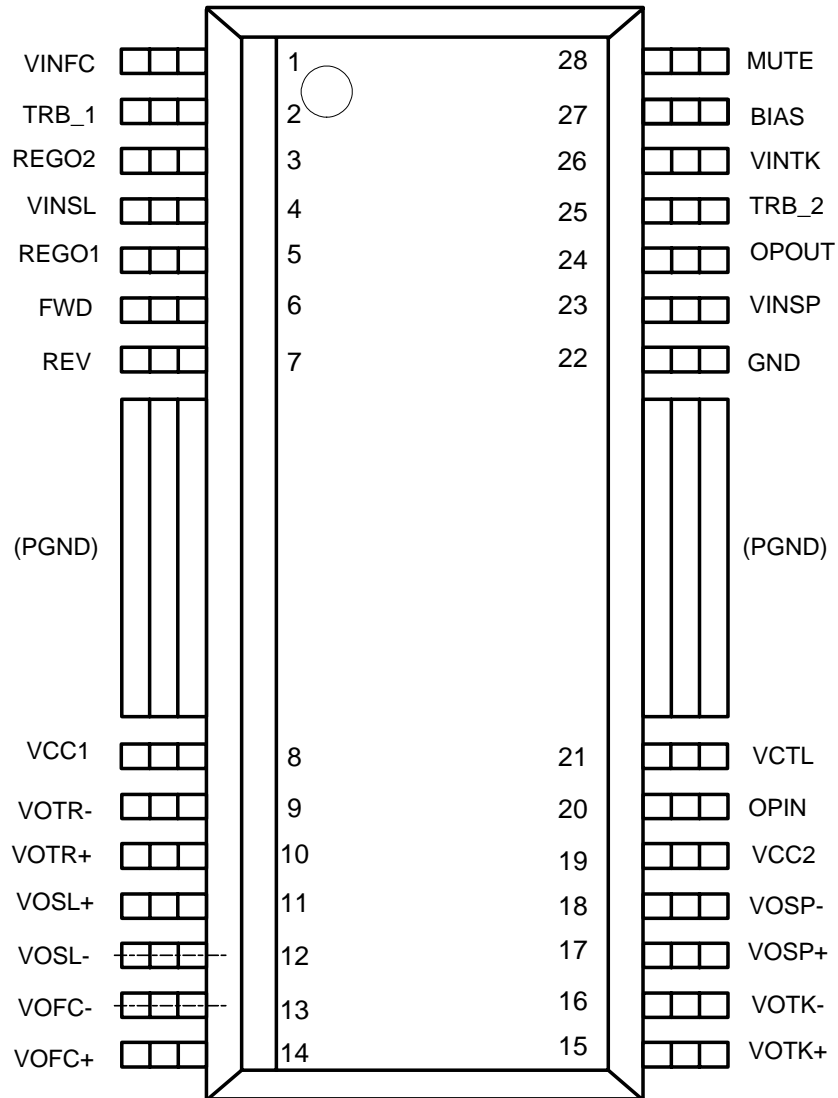 VINFC 1 28 MUTE
TRB_1 2 27 BIAS
REGO2 3 26 VINTK
VINSL 4 25 TRB_2
REGO1 5 24 OPOUT
FWD 6 23 VINSP
REV 7 22 GND
(PGND) (PGND)
VCC1 8 21 VCTL
VOTR- 9 20 OPIN
VOTR+ 10 19 VCC2
VOSL+ 11 18 VOSP-
VOSL- 12 17 VOSP+
VOFC- 13 16 VOTK-
VOFC+ 14 15 VOTK+